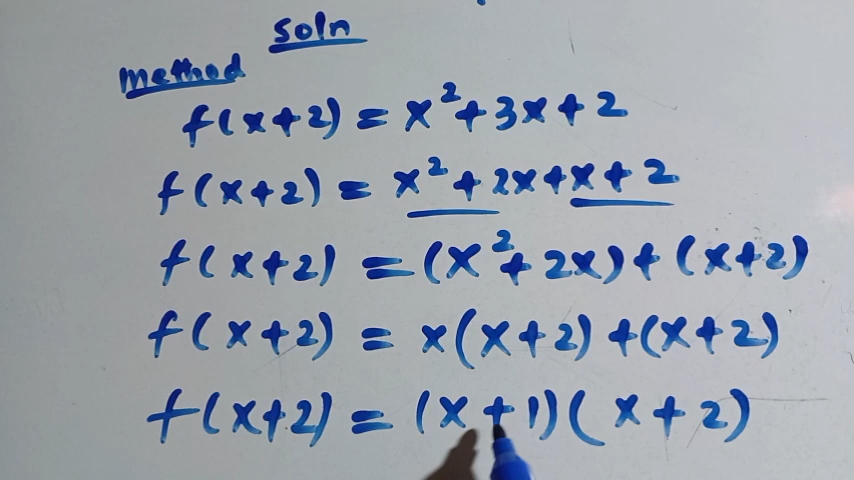 soln
method
f(x+2) = x² + 3x + 2
f(x+2) = x² + 2x + x + 2
f(x+2) = (x² + 2x) + (x+2)
f(x+2) = x(x+2) + (x+2)
f(x+2) = (x+1)(x+2)